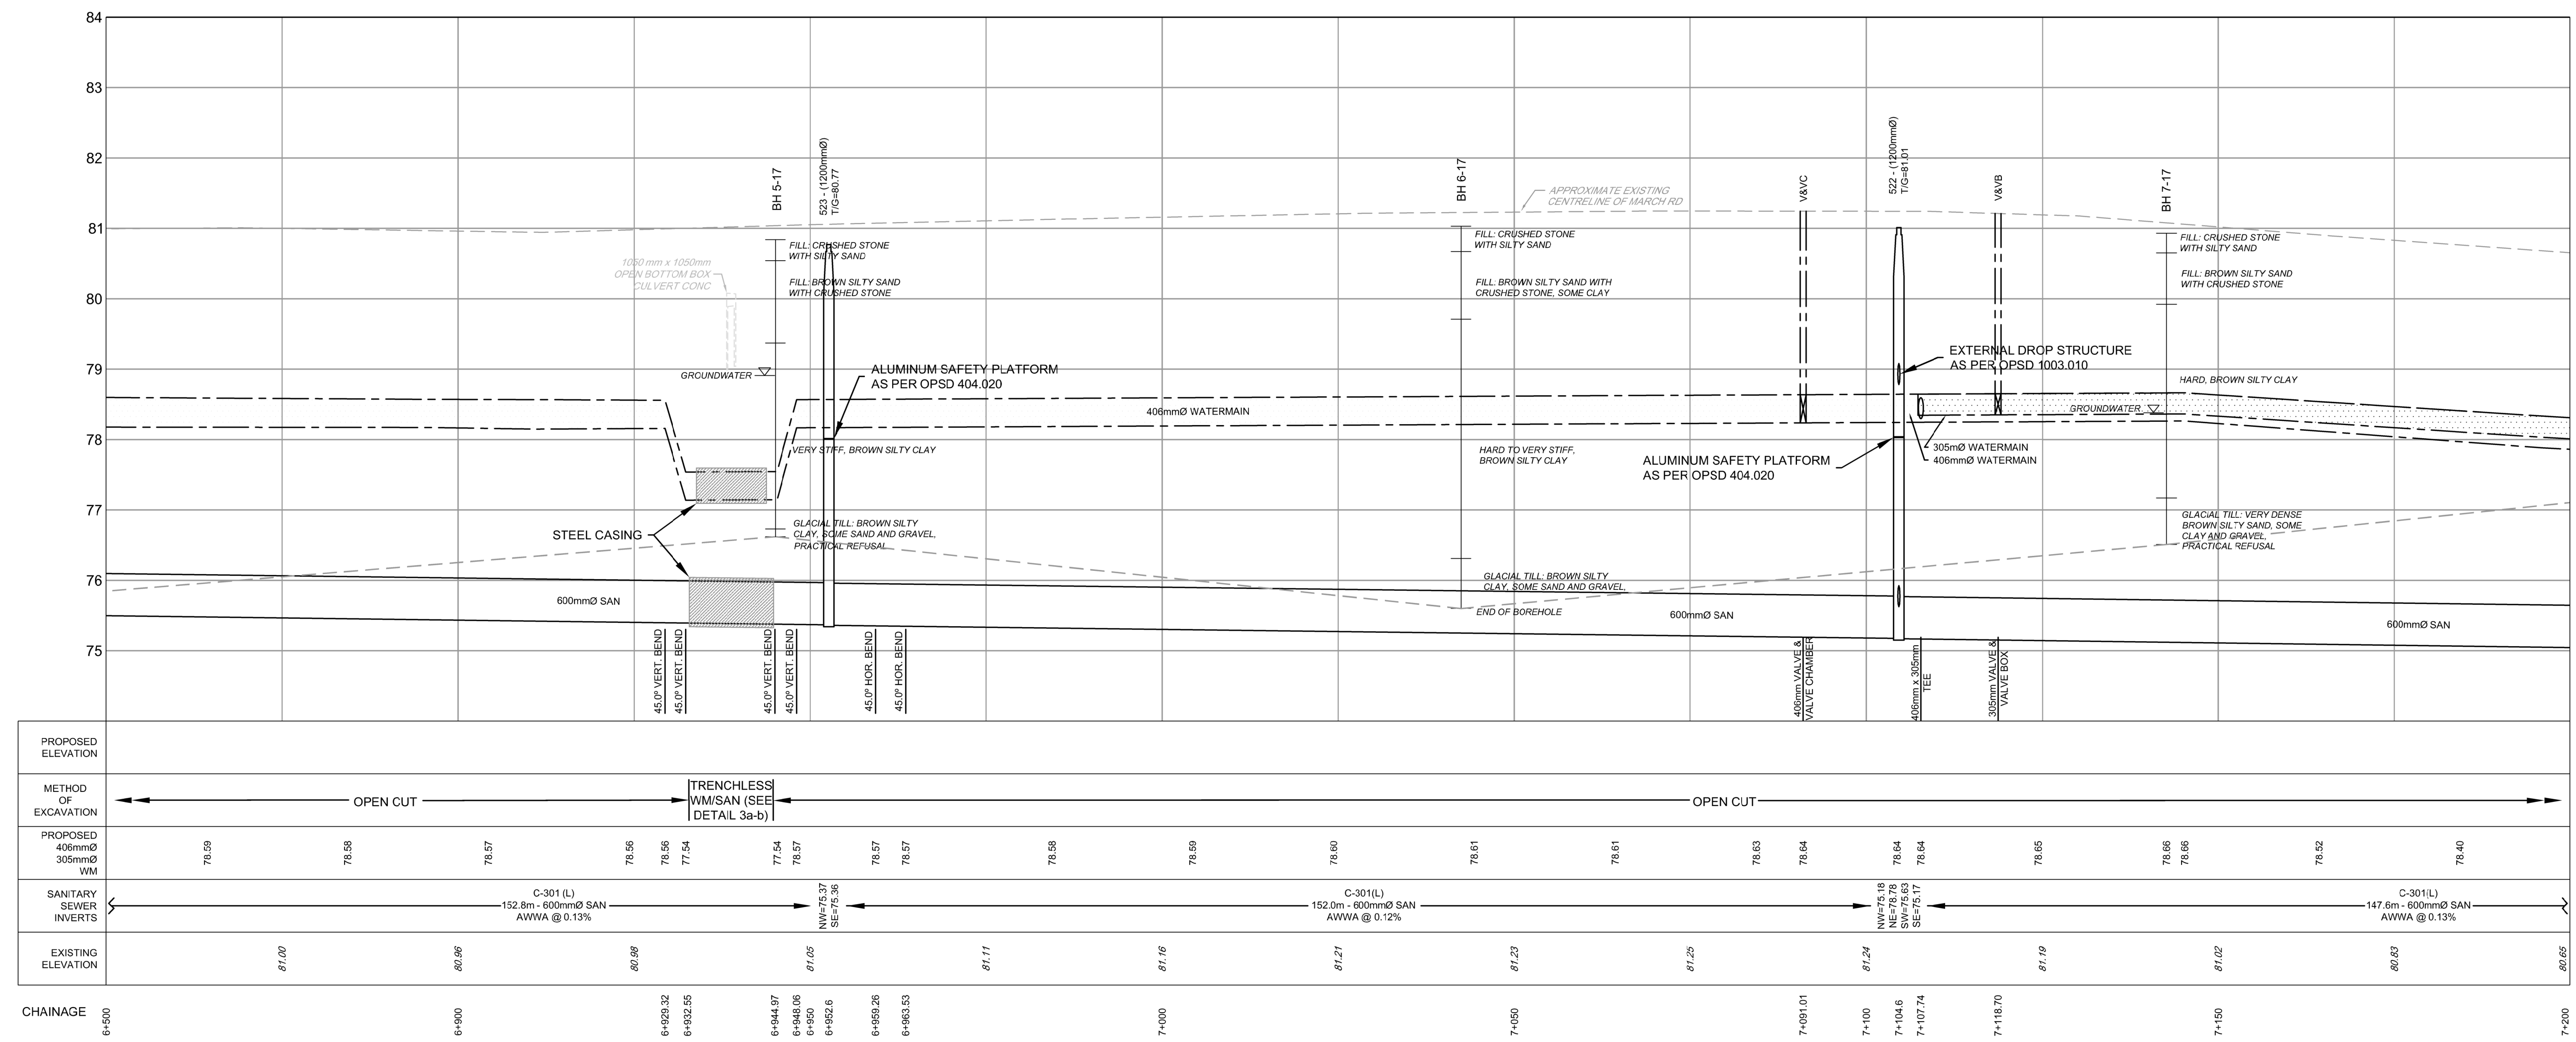 84
83
82
81
80
79
78
77
76
75
BH 5-17
523 - (1200mmØ)
T/G=80.77
BH 6-17
APPROXIMATE EXISTING
CENTRELINE OF MARCH RD
V&VC
522 - (1200mmØ)
T/G=81.01
V&VB
BH 7-17
1050 mm x 1050mm
OPEN BOTTOM BOX
CULVERT CONC
FILL: CRUSHED STONE
WITH SILTY SAND
FILL: BROWN SILTY SAND
WITH CRUSHED STONE
GROUNDWATER
ALUMINUM SAFETY PLATFORM
AS PER OPSD 404.020
VERY STIFF, BROWN SILTY CLAY
GLACIAL TILL: BROWN SILTY
CLAY, SOME SAND AND GRAVEL,
PRACTICAL REFUSAL
STEEL CASING
600mmØ SAN
406mmØ WATERMAIN
FILL: CRUSHED STONE
WITH SILTY SAND
FILL: BROWN SILTY SAND WITH
CRUSHED STONE, SOME CLAY
HARD TO VERY STIFF,
BROWN SILTY CLAY
GLACIAL TILL: BROWN SILTY
CLAY, SOME SAND AND GRAVEL,
END OF BOREHOLE
600mmØ SAN
ALUMINUM SAFETY PLATFORM
AS PER OPSD 404.020
EXTERNAL DROP STRUCTURE
AS PER OPSD 1003.010
305mØ WATERMAIN
406mmØ WATERMAIN
FILL: CRUSHED STONE
WITH SILTY SAND
FILL: BROWN SILTY SAND
WITH CRUSHED STONE
HARD, BROWN SILTY CLAY
GROUNDWATER
GLACIAL TILL: VERY DENSE
BROWN SILTY SAND, SOME
CLAY AND GRAVEL,
PRACTICAL REFUSAL
600mmØ SAN
45.0° VERT. BEND
45.0° VERT. BEND
45.0° VERT. BEND
45.0° VERT. BEND
45.0° HOR. BEND
45.0° HOR. BEND
406mm VALVE &
VALVE CHAMBER
406mm x 305mm
TEE
305mm VALVE &
VALVE BOX
PROPOSED
ELEVATION
METHOD
OF
EXCAVATION
OPEN CUT
TRENCHLESS
WM/SAN (SEE
DETAIL 3a-b)
OPEN CUT
PROPOSED
406mmØ
305mmØ
WM
78.59
78.58
78.57
78.56
78.56
77.54
77.54
78.57
78.57
78.57
78.58
78.59
78.60
78.61
78.61
78.63
78.64
78.64
78.64
78.65
78.66
78.66
78.52
78.40
SANITARY
SEWER
INVERTS
C-301 (L)
152.8m - 600mmØ SAN
AWWA @ 0.13%
NW=75.37
SE=75.36
C-301(L)
152.0m - 600mmØ SAN
AWWA @ 0.12%
NW=75.18
NE=78.78
SW=75.63
SE=75.17
C-301(L)
147.6m - 600mmØ SAN
AWWA @ 0.13%
EXISTING
ELEVATION
81.00
80.96
80.98
81.05
81.11
81.16
81.21
81.23
81.25
81.24
81.19
81.02
80.83
80.65
CHAINAGE
6+500
6+900
6+929.32
6+932.55
6+944.97
6+948.06
6+950
6+952.6
6+959.26
6+963.53
7+000
7+050
7+091.01
7+100
7+104.6
7+107.74
7+118.70
7+150
7+200